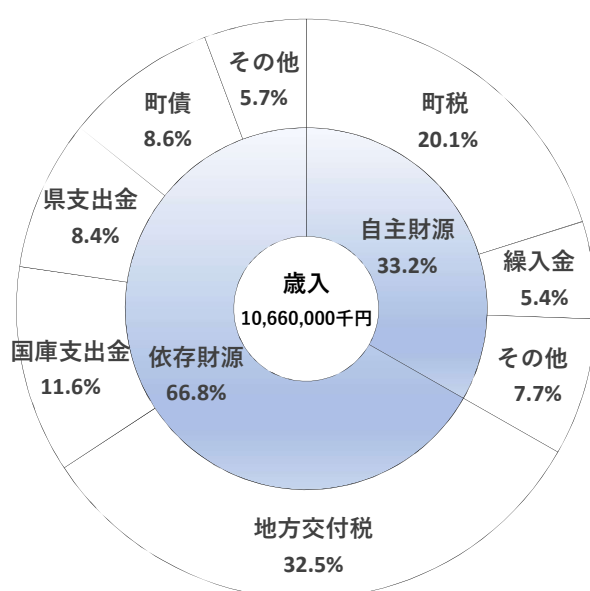 その他
5.7%
町税
20.1%
町債
8.6%
県支出金
8.4%
自主財源
33.2%
繰入金
5.4%
歳入
10,660,000千円
国庫支出金
11.6%
依存財源
66.8%
その他
7.7%
地方交付税
32.5%